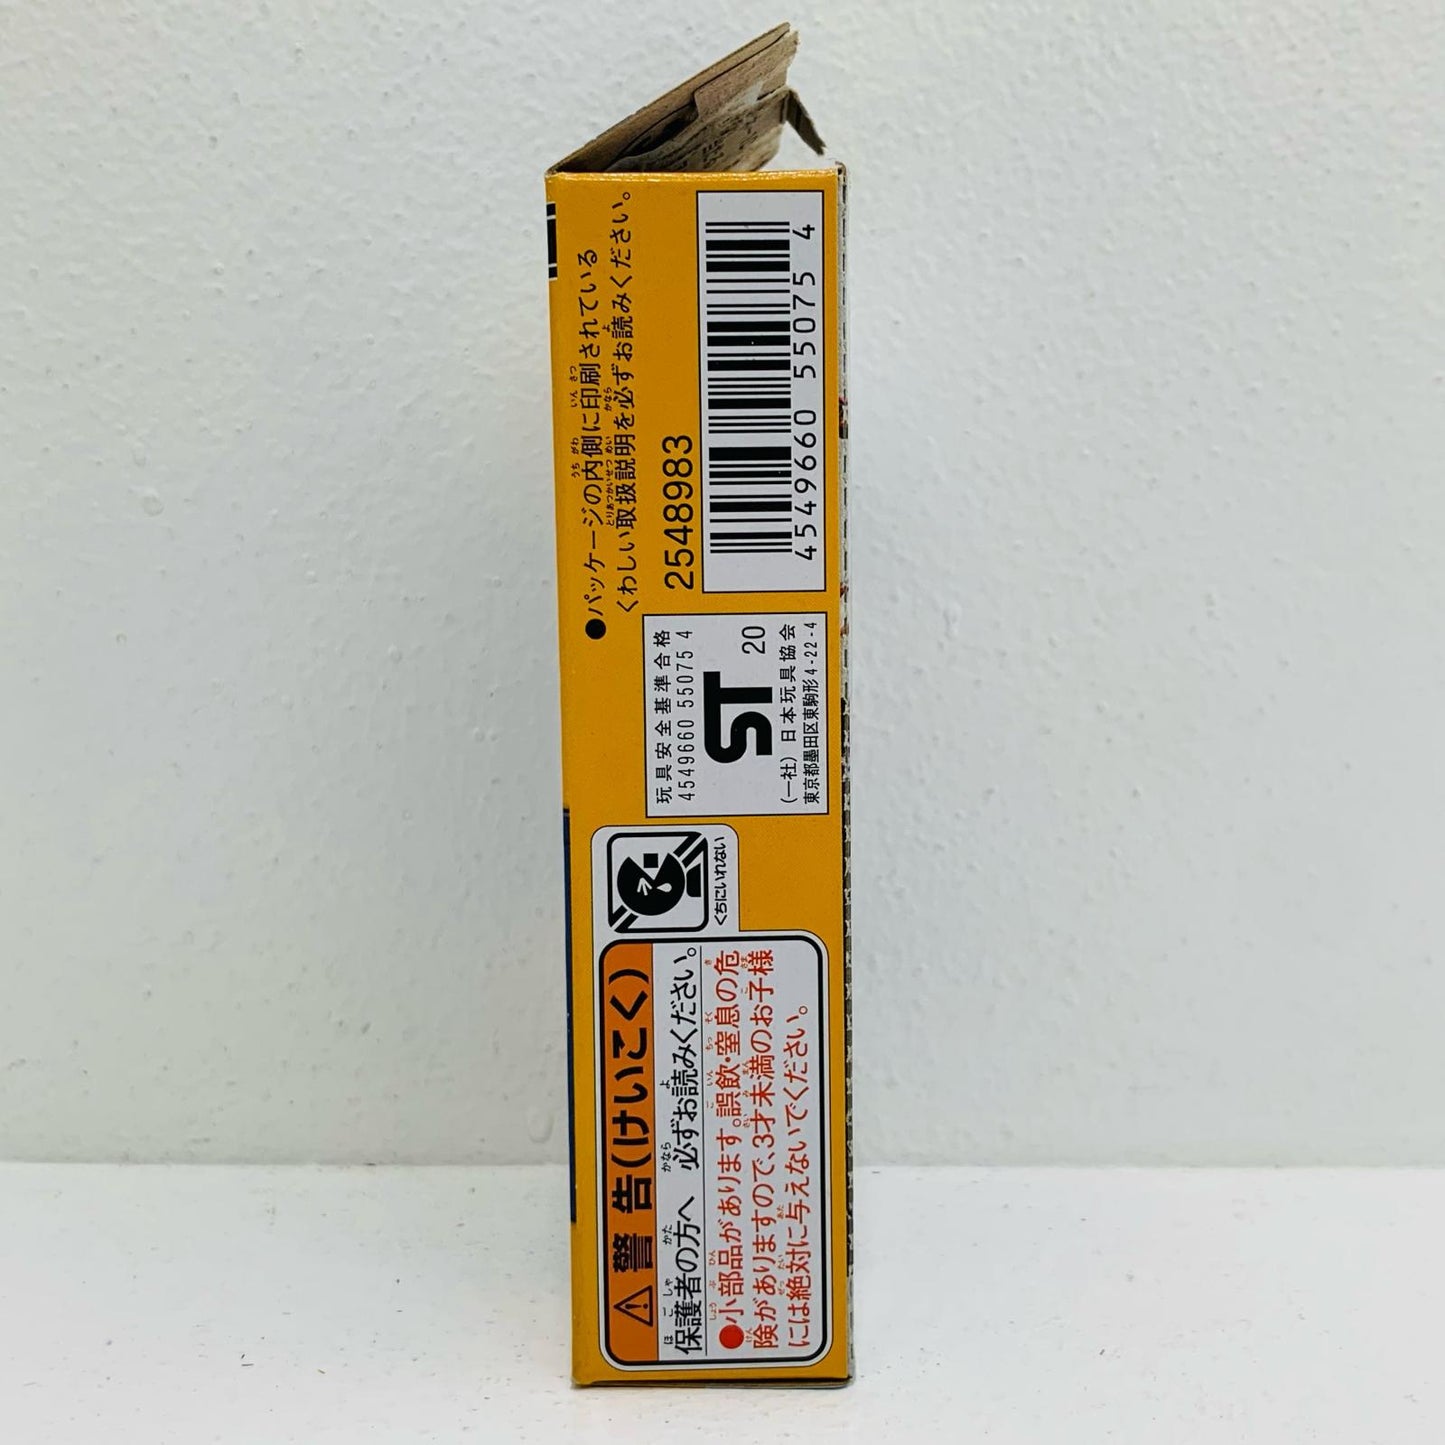 ●パッケージの内側に印刷されている
くわしい取扱説明を必ずお読みください。
2548983
4549660 55075 4
玩具安全基準合格
4549660 55075 4
ST
20
(一社)日本玩具協会
東京都墨田区東駒形4-22-4
くちにいれない
⚠警告(けいこく)
保護者の方へ 必ずお読みください。
●小部品があります。誤飲・窒息の危
険がありますので、3才未満のお子様
には絶対に与えないでください。